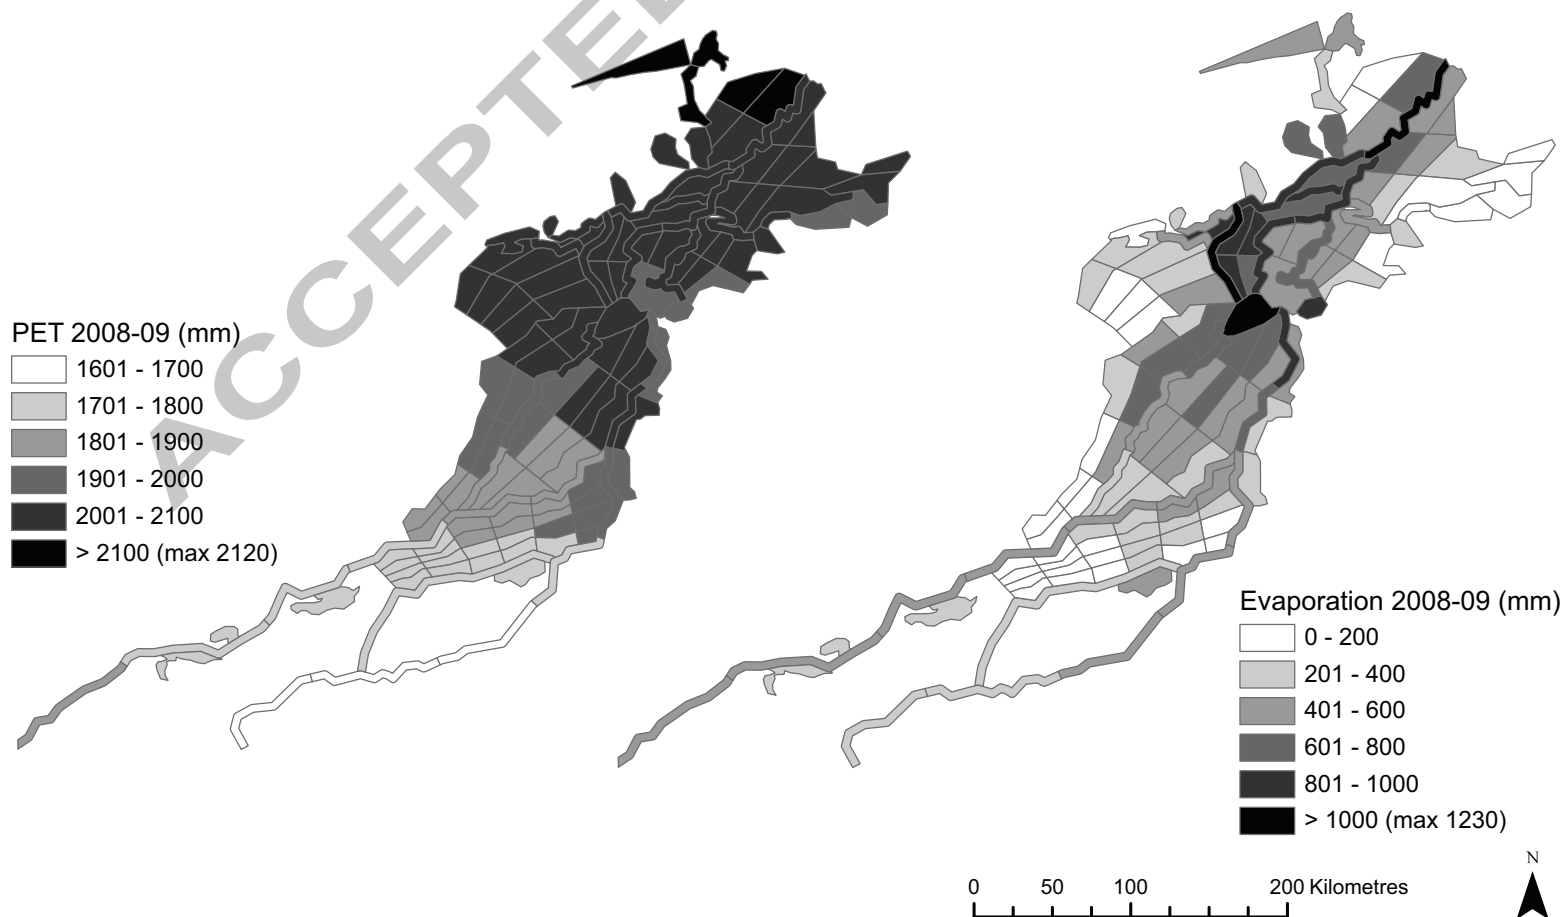 ACCEPTE
PET 2008-09 (mm)
1601 - 1700
1701 - 1800
1801 - 1900
1901 - 2000
2001 - 2100
> 2100 (max 2120)
Evaporation 2008-09 (mm)
0 - 200
201 - 400
401 - 600
601 - 800
801 - 1000
> 1000 (max 1230)
N
0 50 100 200 Kilometres